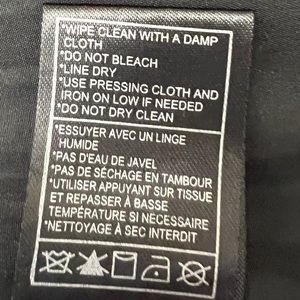 *WIPE CLEAN WITH A DAMP
CLOTH
*DO NOT BLEACH
*LINE DRY
*USE PRESSING CLOTH AND
IRON ON LOW IF NEEDED
*DO NOT DRY CLEAN
*ESSUYER AVEC UN LINGE
HUMIDE
*PAS D'EAU DE JAVEL
*PAS DE SÉCHAGE EN TAMBOUR
*UTILISER APPUYANT SUR TISSUE
ET REPASSER À BASSE
TEMPÉRATURE SI NECESSAIRE
*NETTOYAGE À SEC INTERDIT